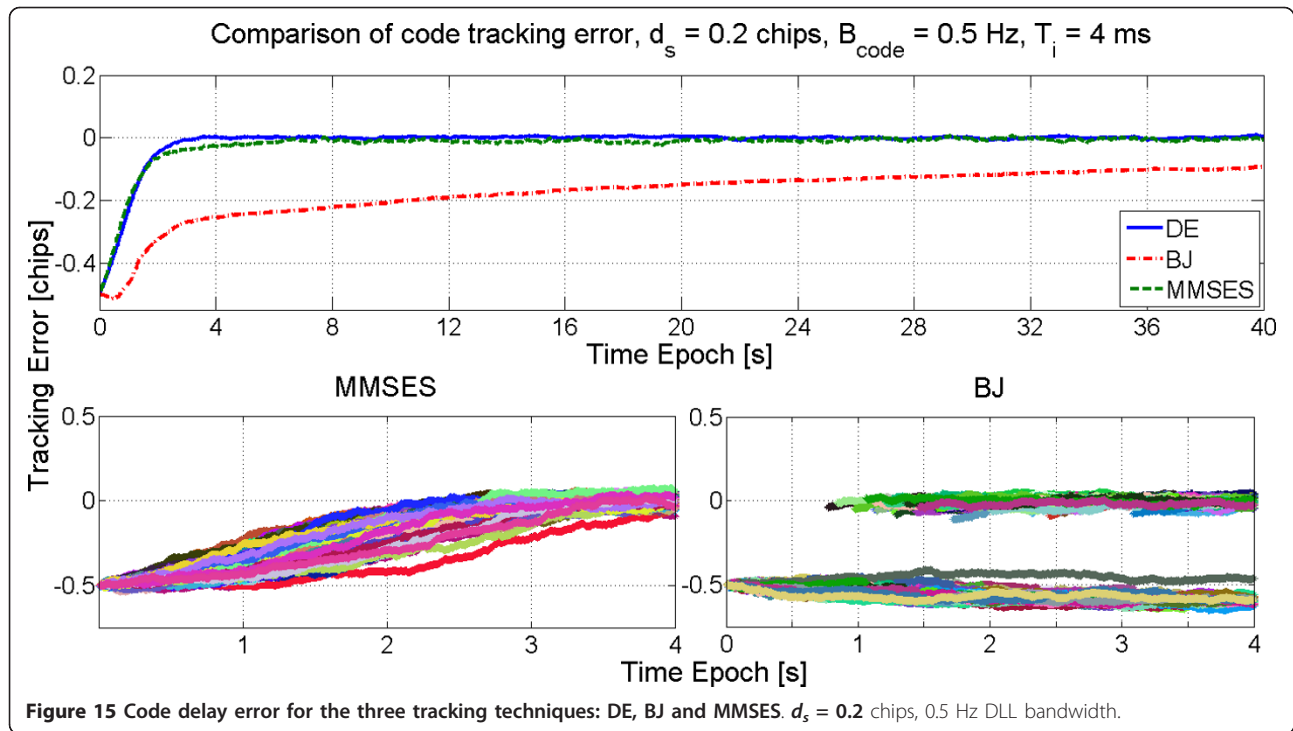 Comparison of code tracking error, d_s = 0.2 chips, B_code = 0.5 Hz, T_i = 4 ms
Tracking Error [chips]
0.2
0
-0.2
-0.4
0 4 8 12 16 20 24 28 32 36 40
Time Epoch [s]
DE
BJ
MMSES
MMSES
0.5
0
-0.5
1 2 3 4
BJ
0.5
0
-0.5
0 1 2 3 4
Time Epoch [s]
Figure 15 Code delay error for the three tracking techniques: DE, BJ and MMSES. d_s = 0.2 chips, 0.5 Hz DLL bandwidth.